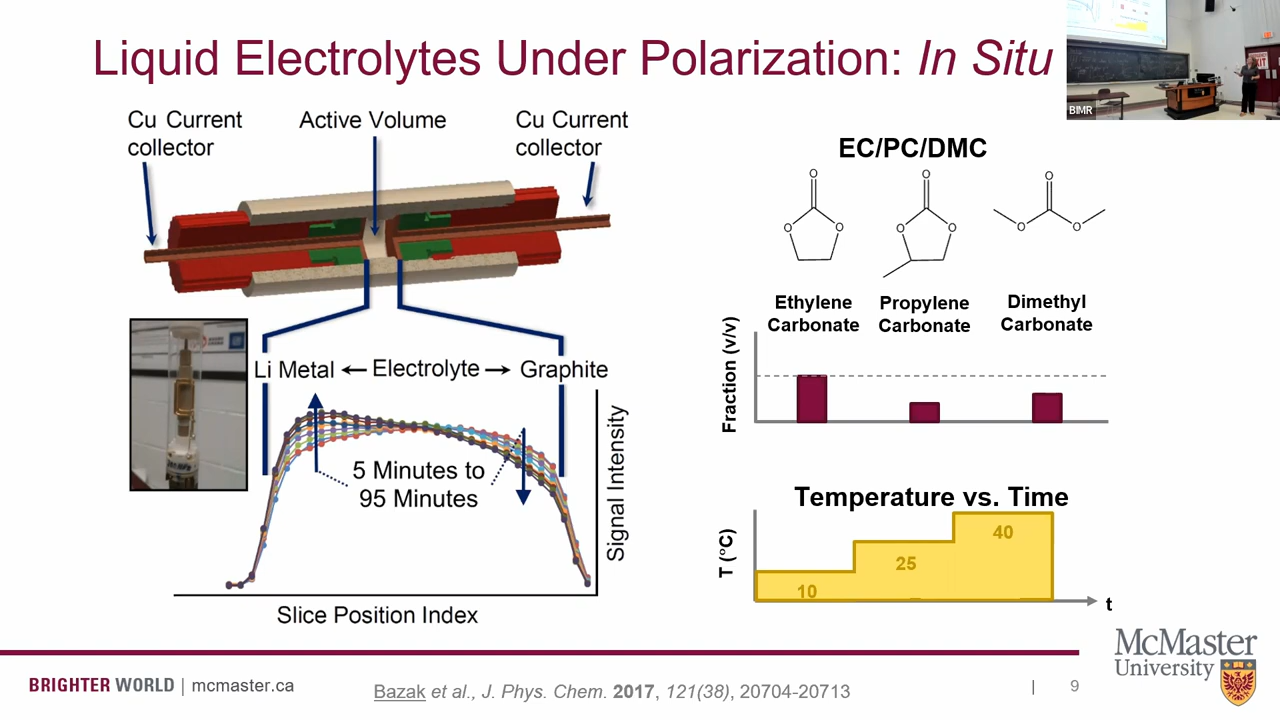 Liquid Electrolytes Under Polarization: In Situ
BIMR
EXIT
Cu Current
collector
Active Volume
Cu Current
collector
Li Metal ← Electrolyte → Graphite
5 Minutes to
95 Minutes
Signal Intensity
Slice Position Index
EC/PC/DMC
O
O
O
O
O
O
O
O
O
Ethylene
Carbonate
Propylene
Carbonate
Dimethyl
Carbonate
Fraction (v/v)
Temperature vs. Time
T (°C)
10
25
40
t
BRIGHTER WORLD | mcmaster.ca
Bazak et al., J. Phys. Chem. 2017, 121(38), 20704-20713
| 9
McMaster
University